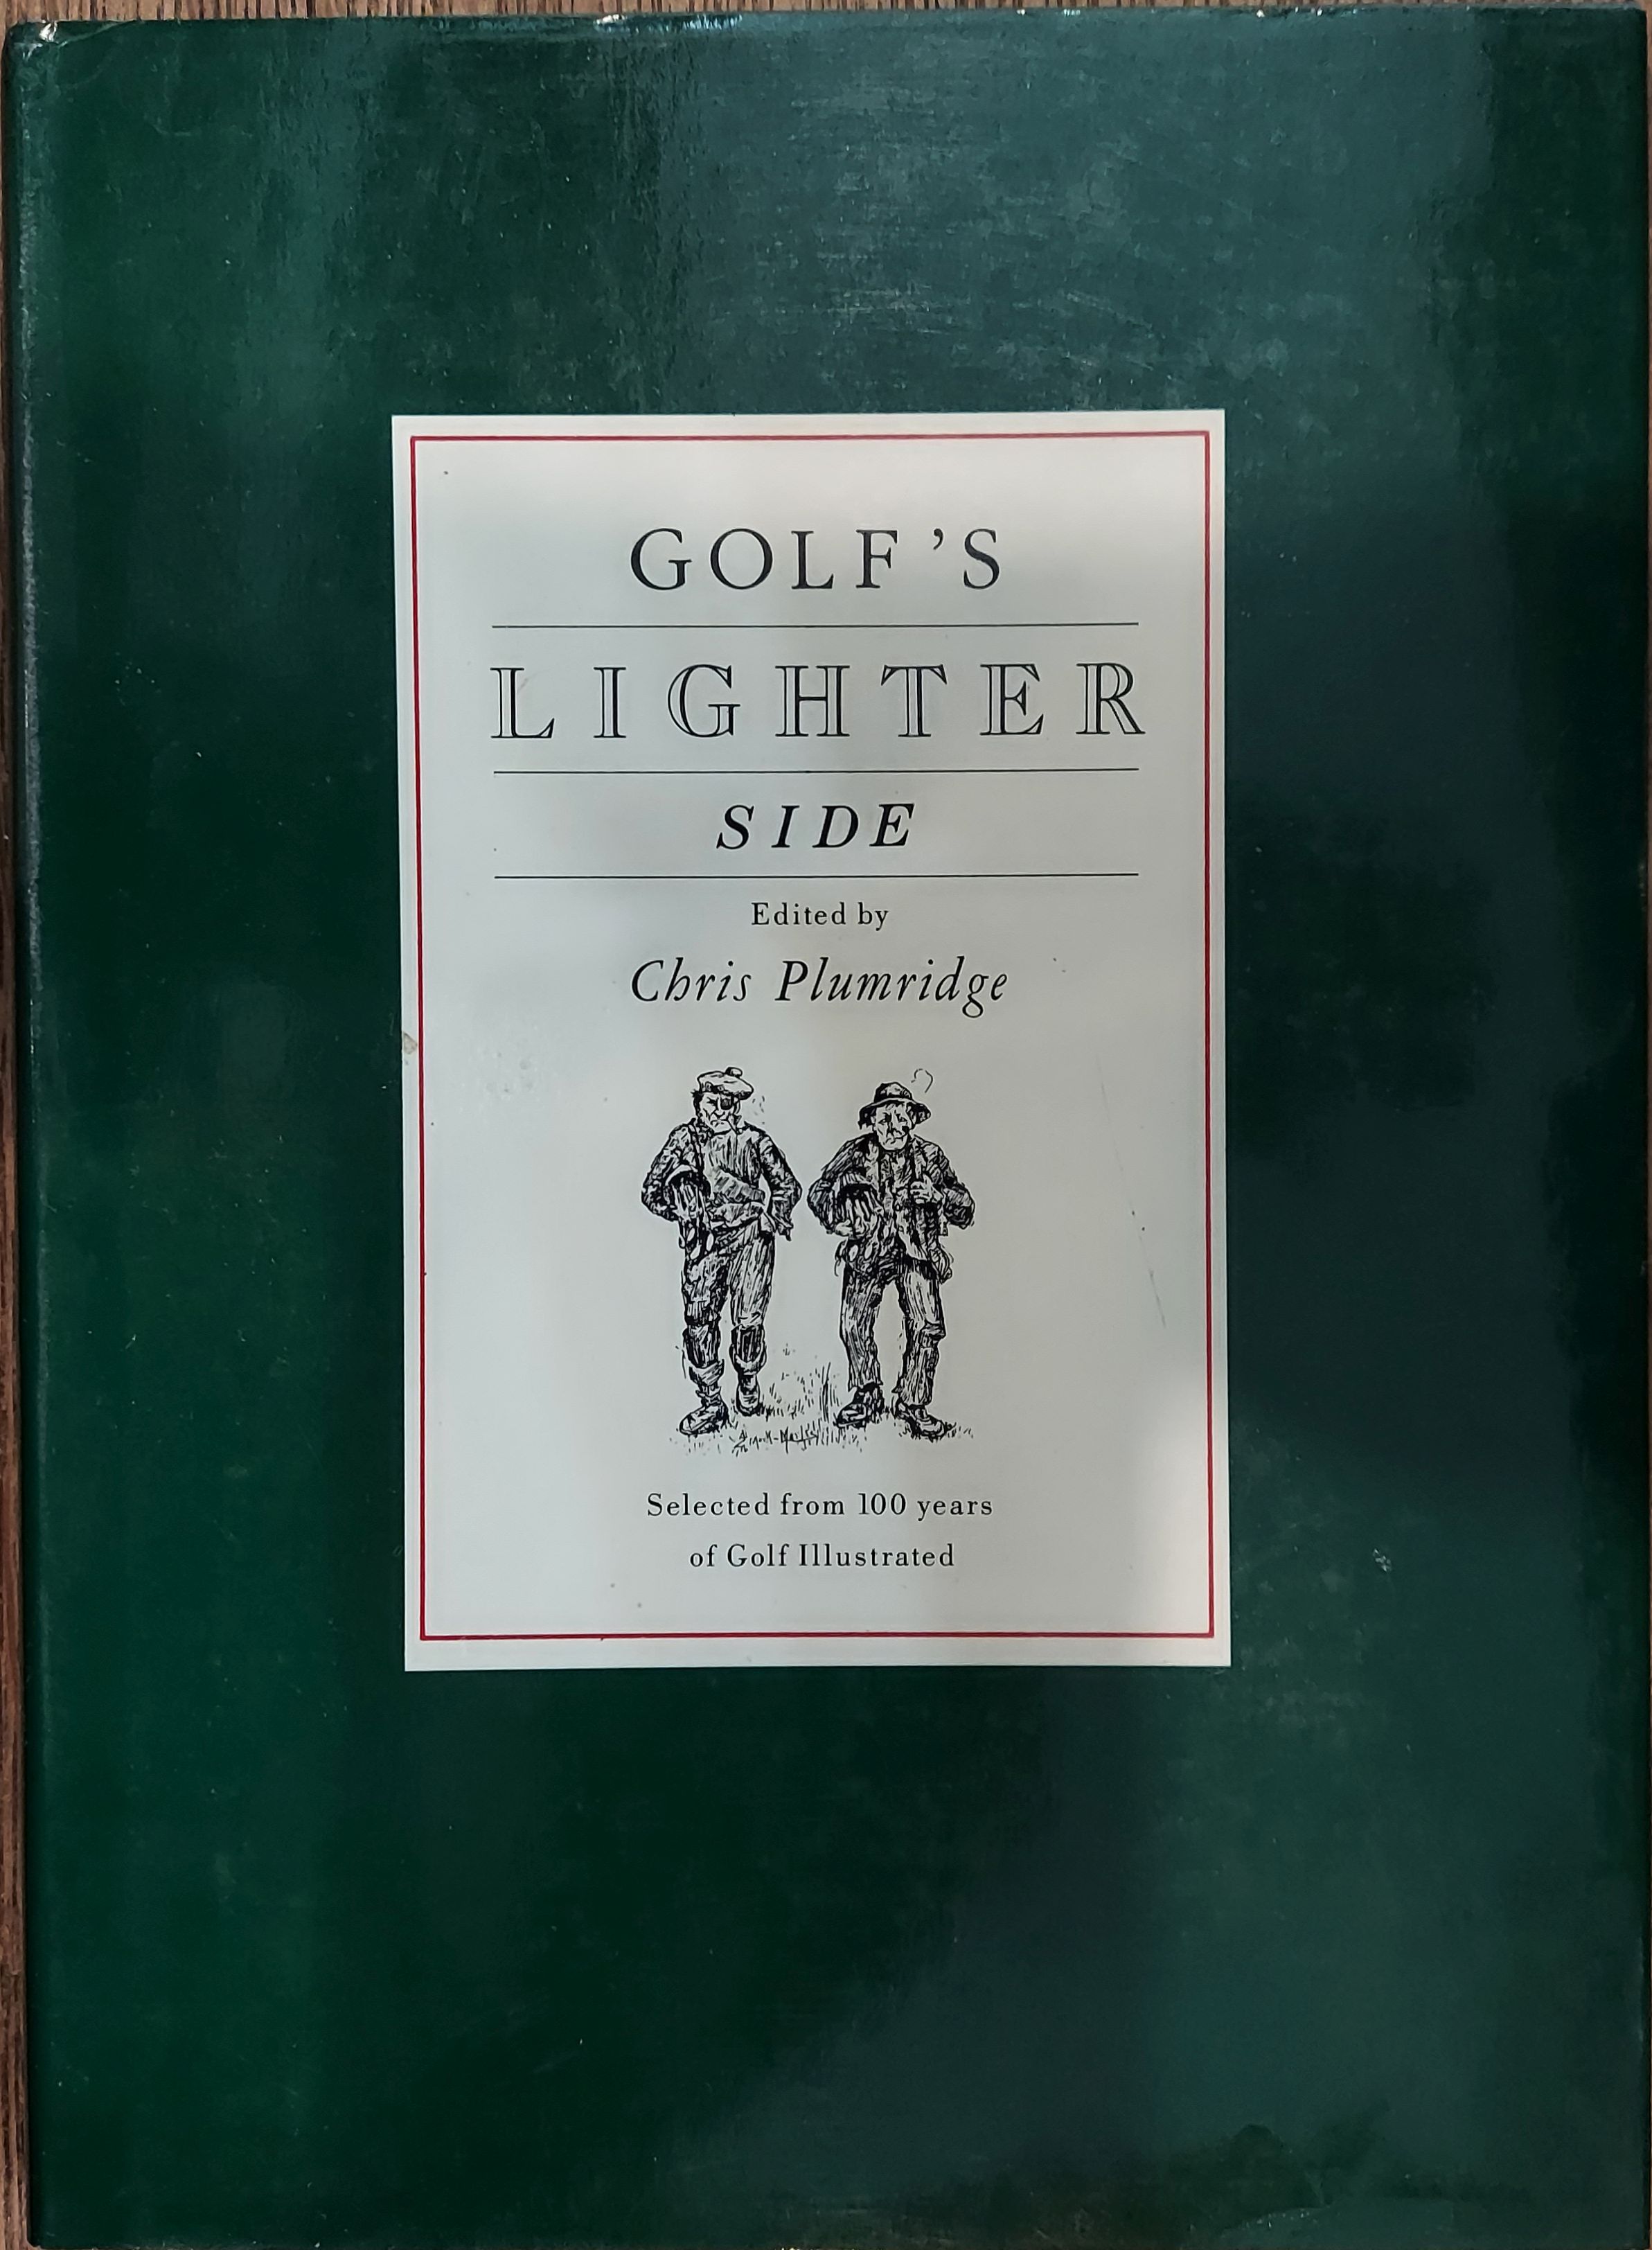 GOLF'S
LIGHTER
SIDE
Edited by
Chris Plumridge
Selected from 100 years
of Golf Illustrated